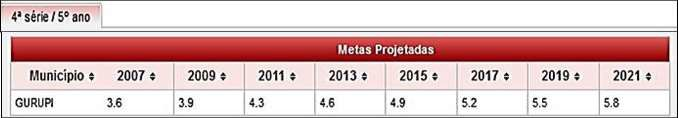 4ª série / 5º ano
Metas Projetadas
Município 2007 2009 2011 2013 2015 2017 2019 2021
GURUPI 3.6 3.9 4.3 4.6 4.9 5.2 5.5 5.8